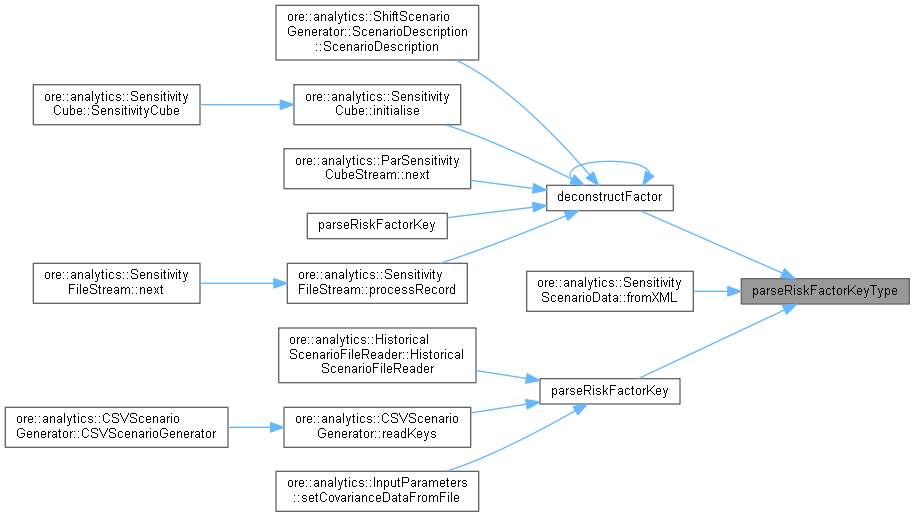 ore::analytics::ShiftScenario
Generator::ScenarioDescription
::ScenarioDescription
ore::analytics::Sensitivity
Cube::SensitivityCube
ore::analytics::Sensitivity
Cube::initialise
ore::analytics::ParSensitivity
CubeStream::next
deconstructFactor
parseRiskFactorKey
ore::analytics::Sensitivity
FileStream::next
ore::analytics::Sensitivity
FileStream::processRecord
ore::analytics::Sensitivity
ScenarioData::fromXML
parseRiskFactorKeyType
ore::analytics::Historical
ScenarioFileReader::Historical
ScenarioFileReader
parseRiskFactorKey
ore::analytics::CSVScenario
Generator::CSVScenarioGenerator
ore::analytics::CSVScenario
Generator::readKeys
ore::analytics::InputParameters
::setCovarianceDataFromFile